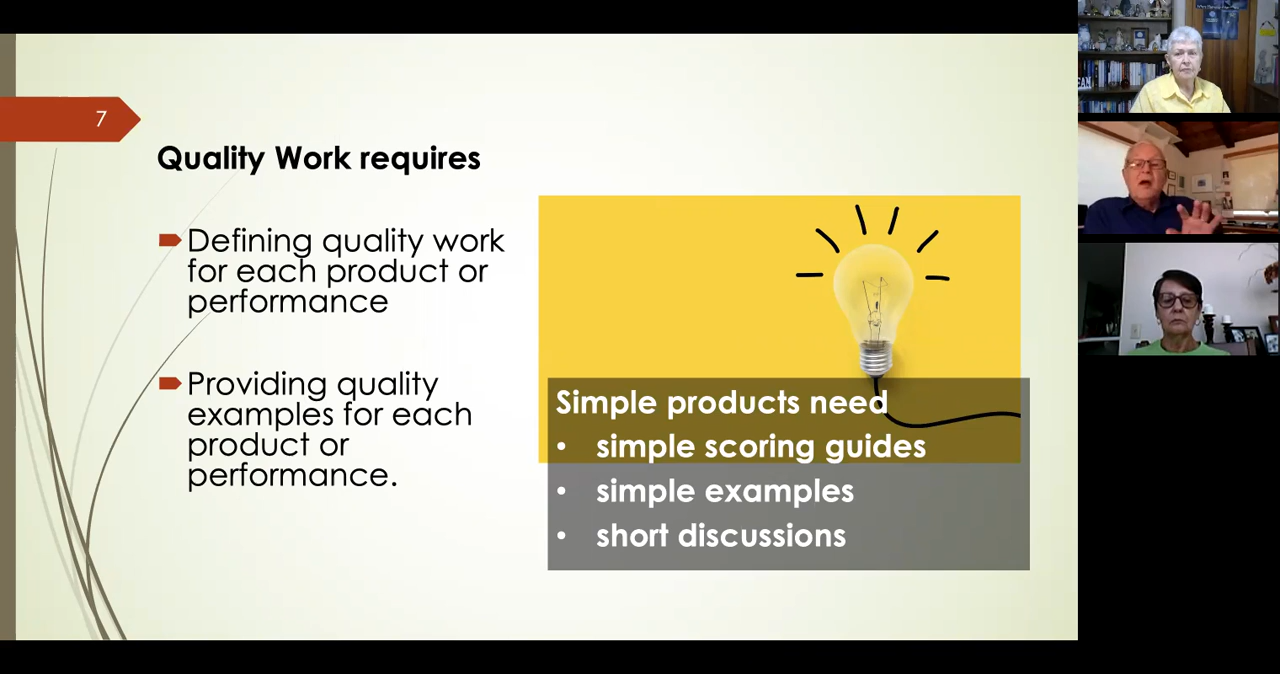 7
Quality Work requires
Defining quality work
for each product or
performance
Providing quality
examples for each
product or
performance.
Simple products need
• simple scoring guides
• simple examples
• short discussions